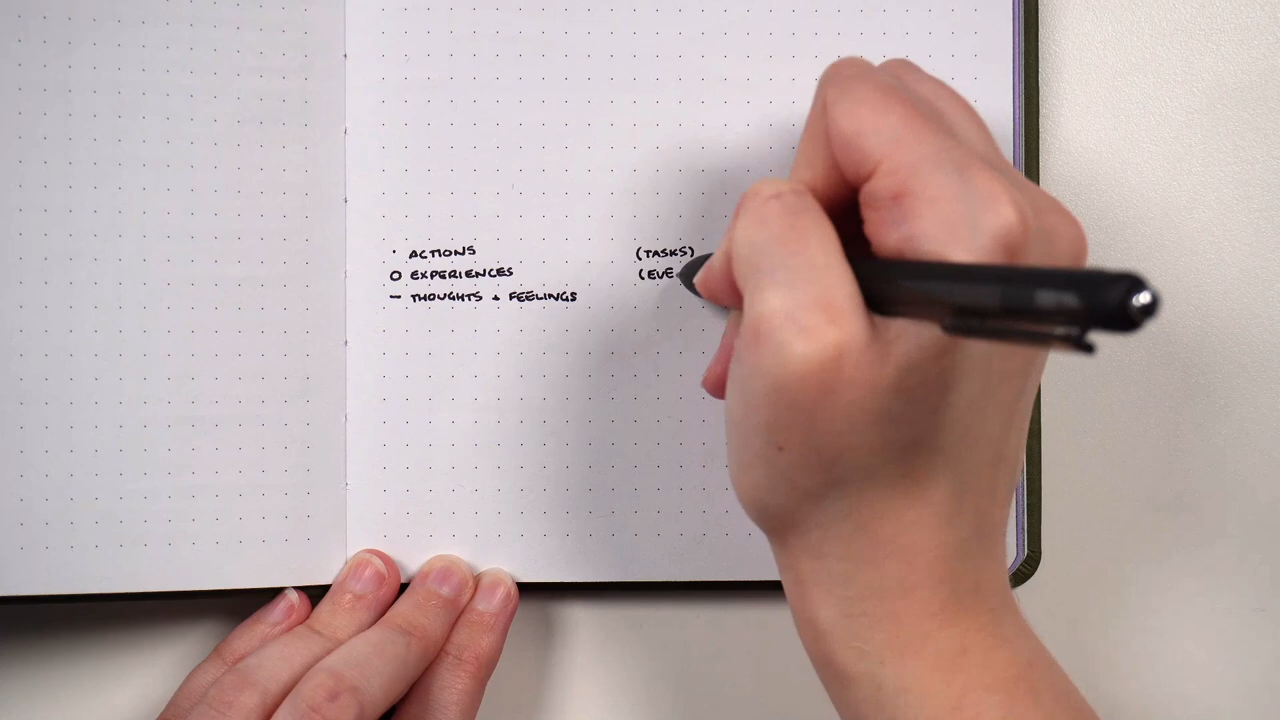 · ACTIONS (TASKS)
O EXPERIENCES (EVE
– THOUGHTS + FEELINGS